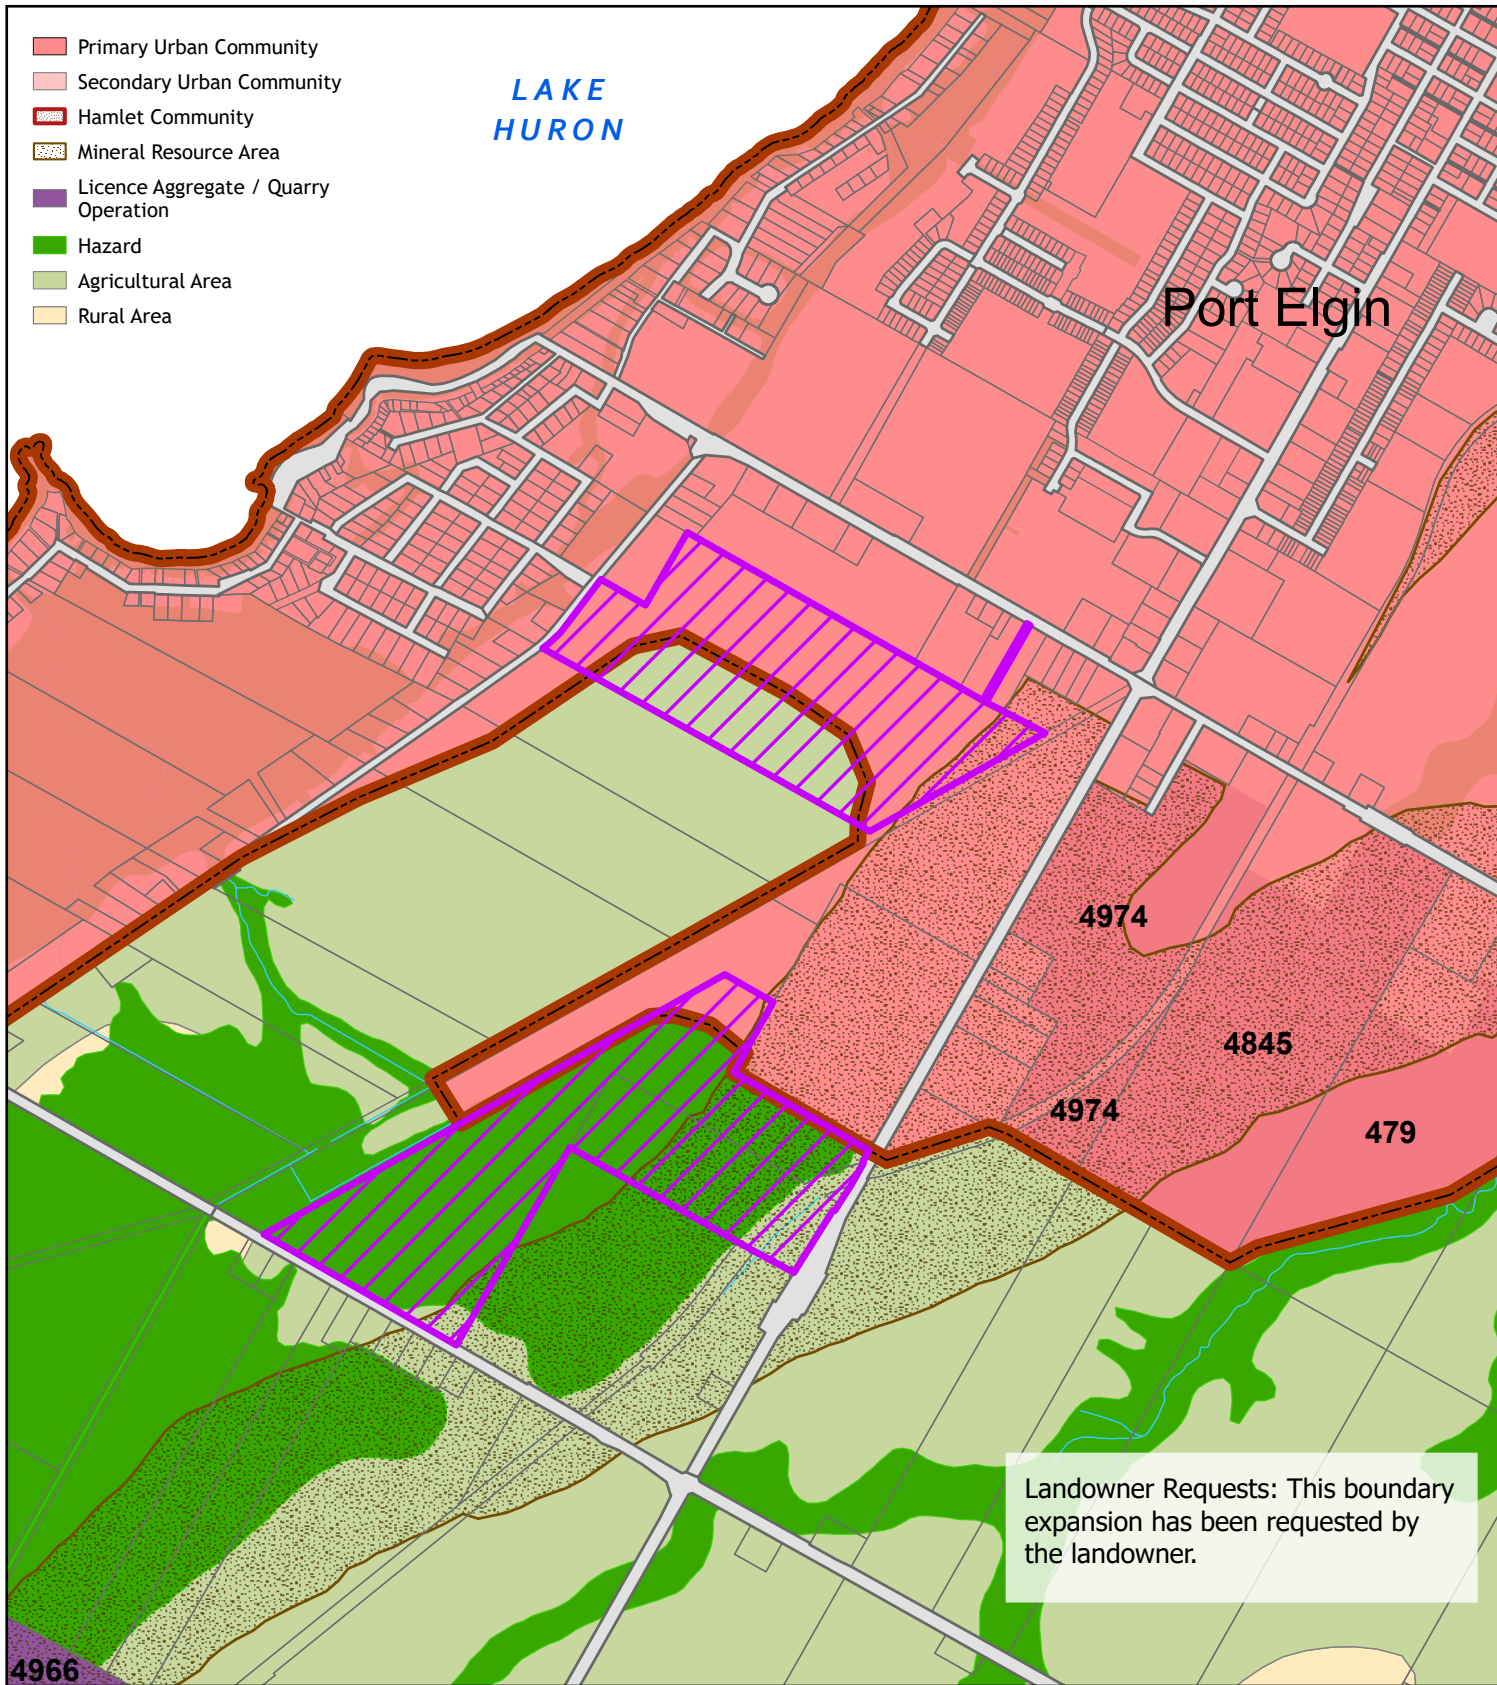 Primary Urban Community
Secondary Urban Community
Hamlet Community
Mineral Resource Area
Licence Aggregate / Quarry
Operation
Hazard
Agricultural Area
Rural Area
LAKE
HURON
Port Elgin
4974
4845
4974
479
Landowner Requests: This boundary
expansion has been requested by
the landowner.
4966